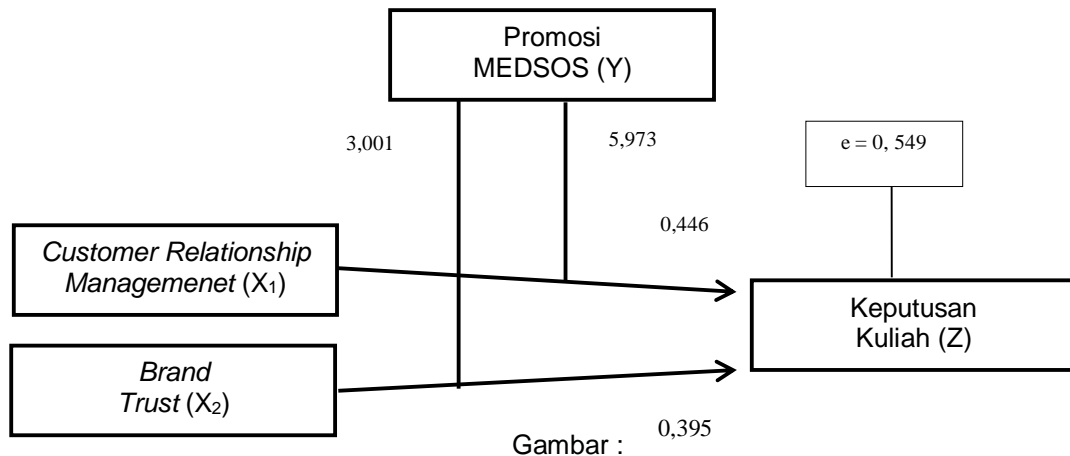 Promosi
MEDSOS (Y)
3,001
5,973
e = 0, 549
0,446
Customer Relationship
Managemenet (X₁)
Keputusan
Kuliah (Z)
Brand
Trust (X₂)
0,395
Gambar :